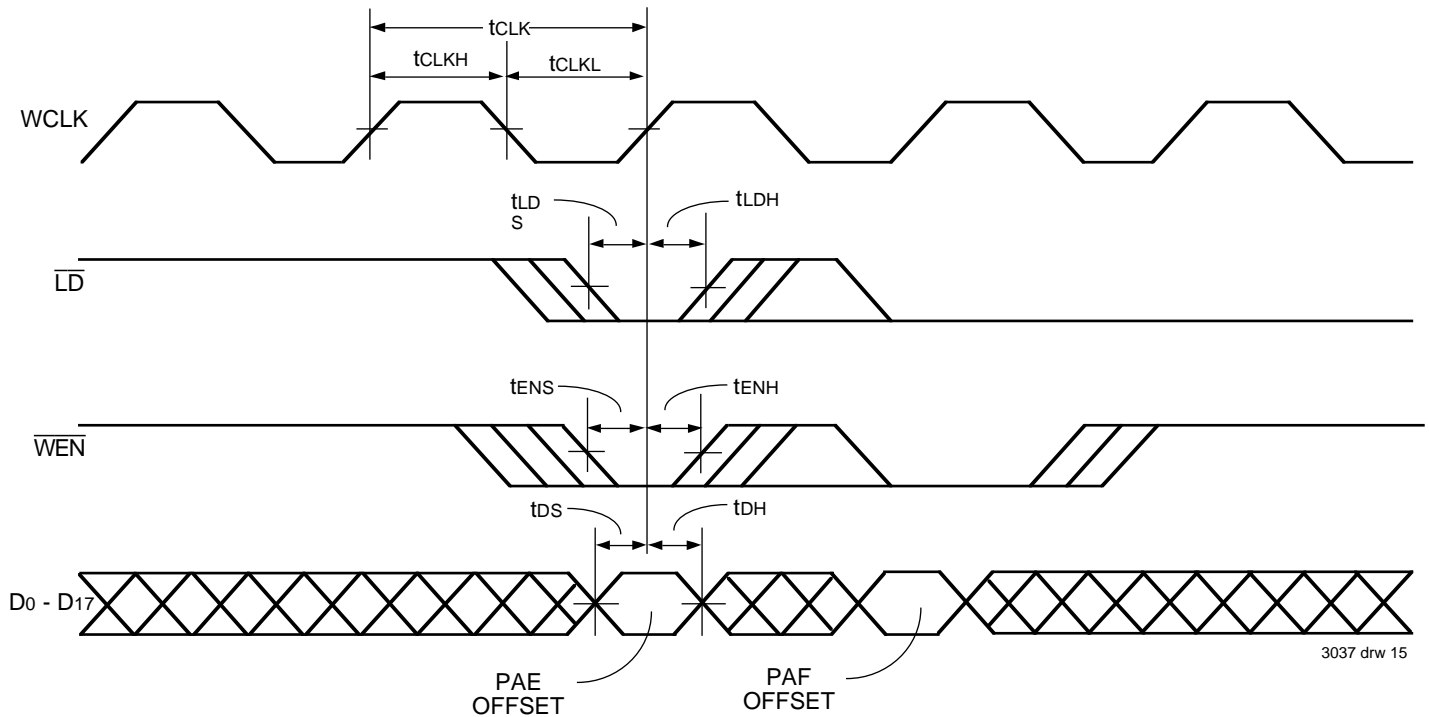 tCLK
tCLKH
tCLKL
WCLK
tLD
S
tLDH
LD
tENS
tENH
WEN
tDS
tDH
D0 - D17
3037 drw 15
PAE
OFFSET
PAF
OFFSET